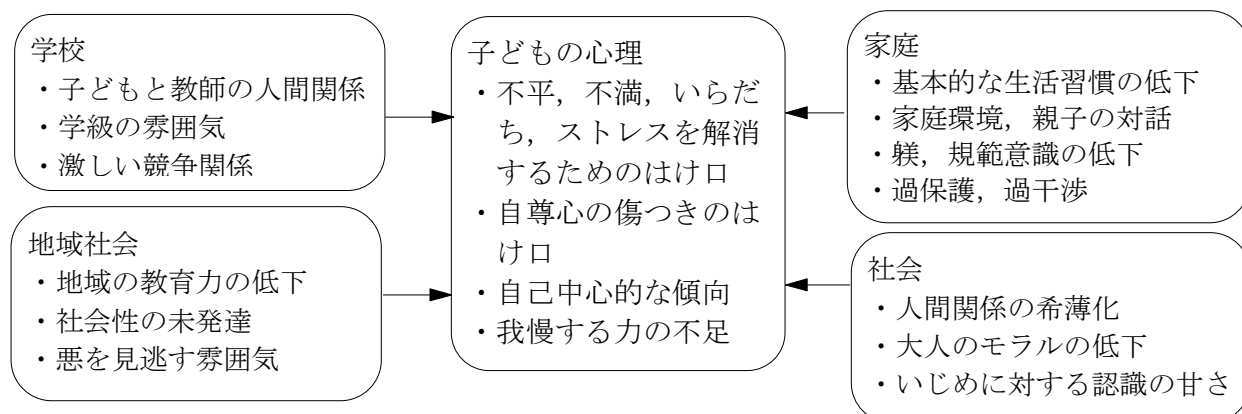 学校
・子どもと教師の人間関係
・学級の雰囲気
・激しい競争関係
地域社会
・地域の教育力の低下
・社会性の未発達
・悪を見逃す雰囲気
子どもの心理
・不平，不満，いらだ
ち，ストレスを解消
するためのはけ口
・自尊心の傷つきのは
け口
・自己中心的な傾向
・我慢する力の不足
家庭
・基本的な生活習慣の低下
・家庭環境，親子の対話
・躾，規範意識の低下
・過保護，過干渉
社会
・人間関係の希薄化
・大人のモラルの低下
・いじめに対する認識の甘さ